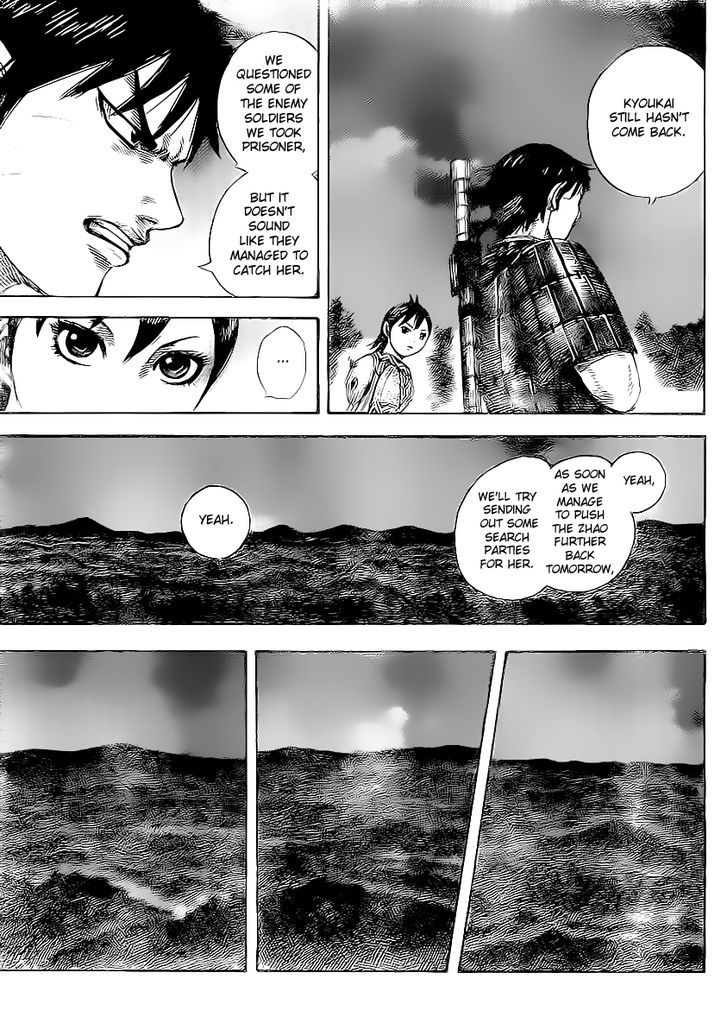 KYOUKAI
STILL HASN'T
COME BACK.
WE
QUESTIONED
SOME OF
THE ENEMY
SOLDIERS
WE TOOK
PRISONER,
BUT IT
DOESN'T
SOUND
LIKE THEY
MANAGED TO
CATCH HER.
...
YEAH,
AS SOON
AS WE
MANAGE
TO PUSH
THE ZHAO
FURTHER
BACK
TOMORROW,
WE'LL TRY
SENDING
OUT SOME
SEARCH
PARTIES
FOR HER.
YEAH.